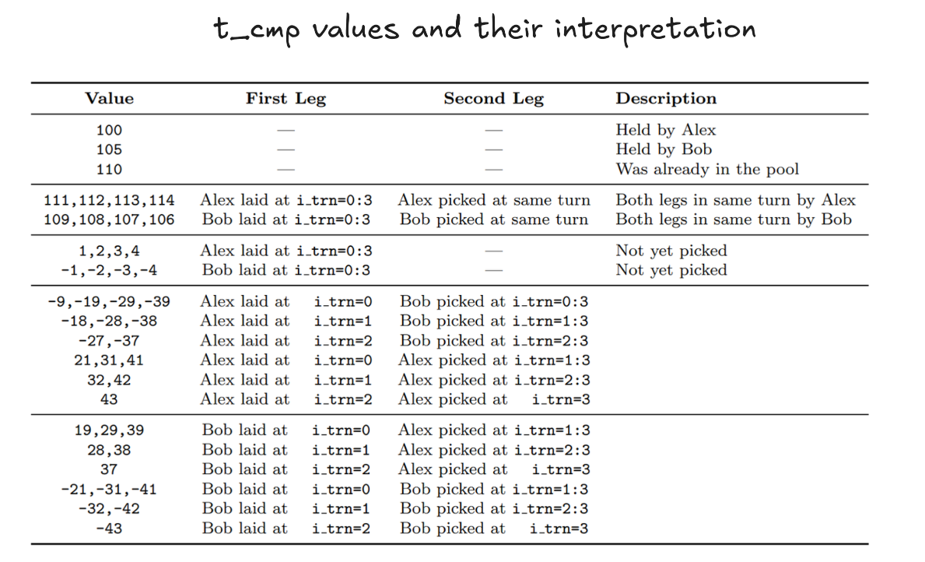 t_cmp values and their interpretation
Value First Leg Second Leg Description
100 — — Held by Alex
105 — — Held by Bob
110 — — Was already in the pool
111,112,113,114 Alex laid at i_trn=0:3 Alex picked at same turn Both legs in same turn by Alex
109,108,107,106 Bob laid at i_trn=0:3 Bob picked at same turn Both legs in same turn by Bob
1,2,3,4 Alex laid at i_trn=0:3 — Not yet picked
-1,-2,-3,-4 Bob laid at i_trn=0:3 — Not yet picked
-9,-19,-29,-39 Alex laid at i_trn=0 Bob picked at i_trn=0:3
-18,-28,-38 Alex laid at i_trn=1 Bob picked at i_trn=1:3
-27,-37 Alex laid at i_trn=2 Bob picked at i_trn=2:3
21,31,41 Alex laid at i_trn=0 Alex picked at i_trn=1:3
32,42 Alex laid at i_trn=1 Alex picked at i_trn=2:3
43 Alex laid at i_trn=2 Alex picked at i_trn=3
19,29,39 Bob laid at i_trn=0 Alex picked at i_trn=1:3
28,38 Bob laid at i_trn=1 Alex picked at i_trn=2:3
37 Bob laid at i_trn=2 Alex picked at i_trn=3
-21,-31,-41 Bob laid at i_trn=0 Bob picked at i_trn=1:3
-32,-42 Bob laid at i_trn=1 Bob picked at i_trn=2:3
-43 Bob laid at i_trn=2 Bob picked at i_trn=3